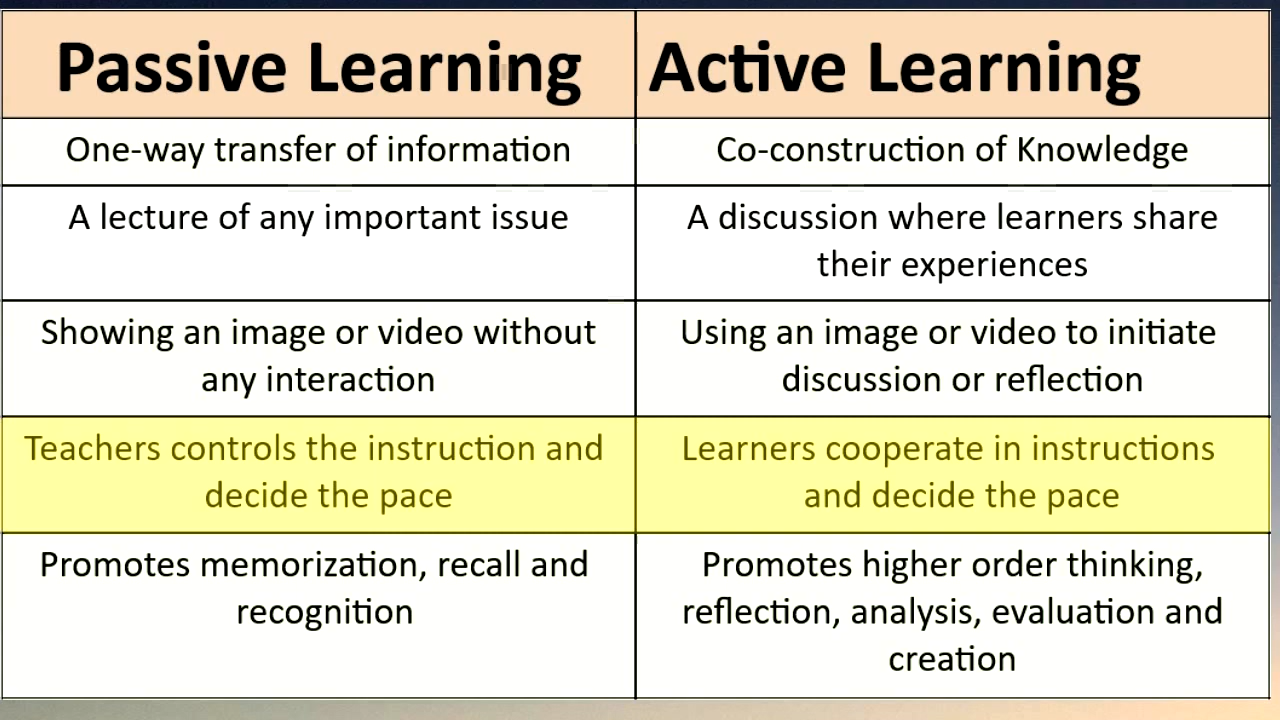 Passive Learning
Active Learning
One-way transfer of information
Co-construction of Knowledge
A lecture of any important issue
A discussion where learners share
their experiences
Showing an image or video without
any interaction
Using an image or video to initiate
discussion or reflection
Teachers controls the instruction and
decide the pace
Learners cooperate in instructions
and decide the pace
Promotes memorization, recall and
recognition
Promotes higher order thinking,
reflection, analysis, evaluation and
creation